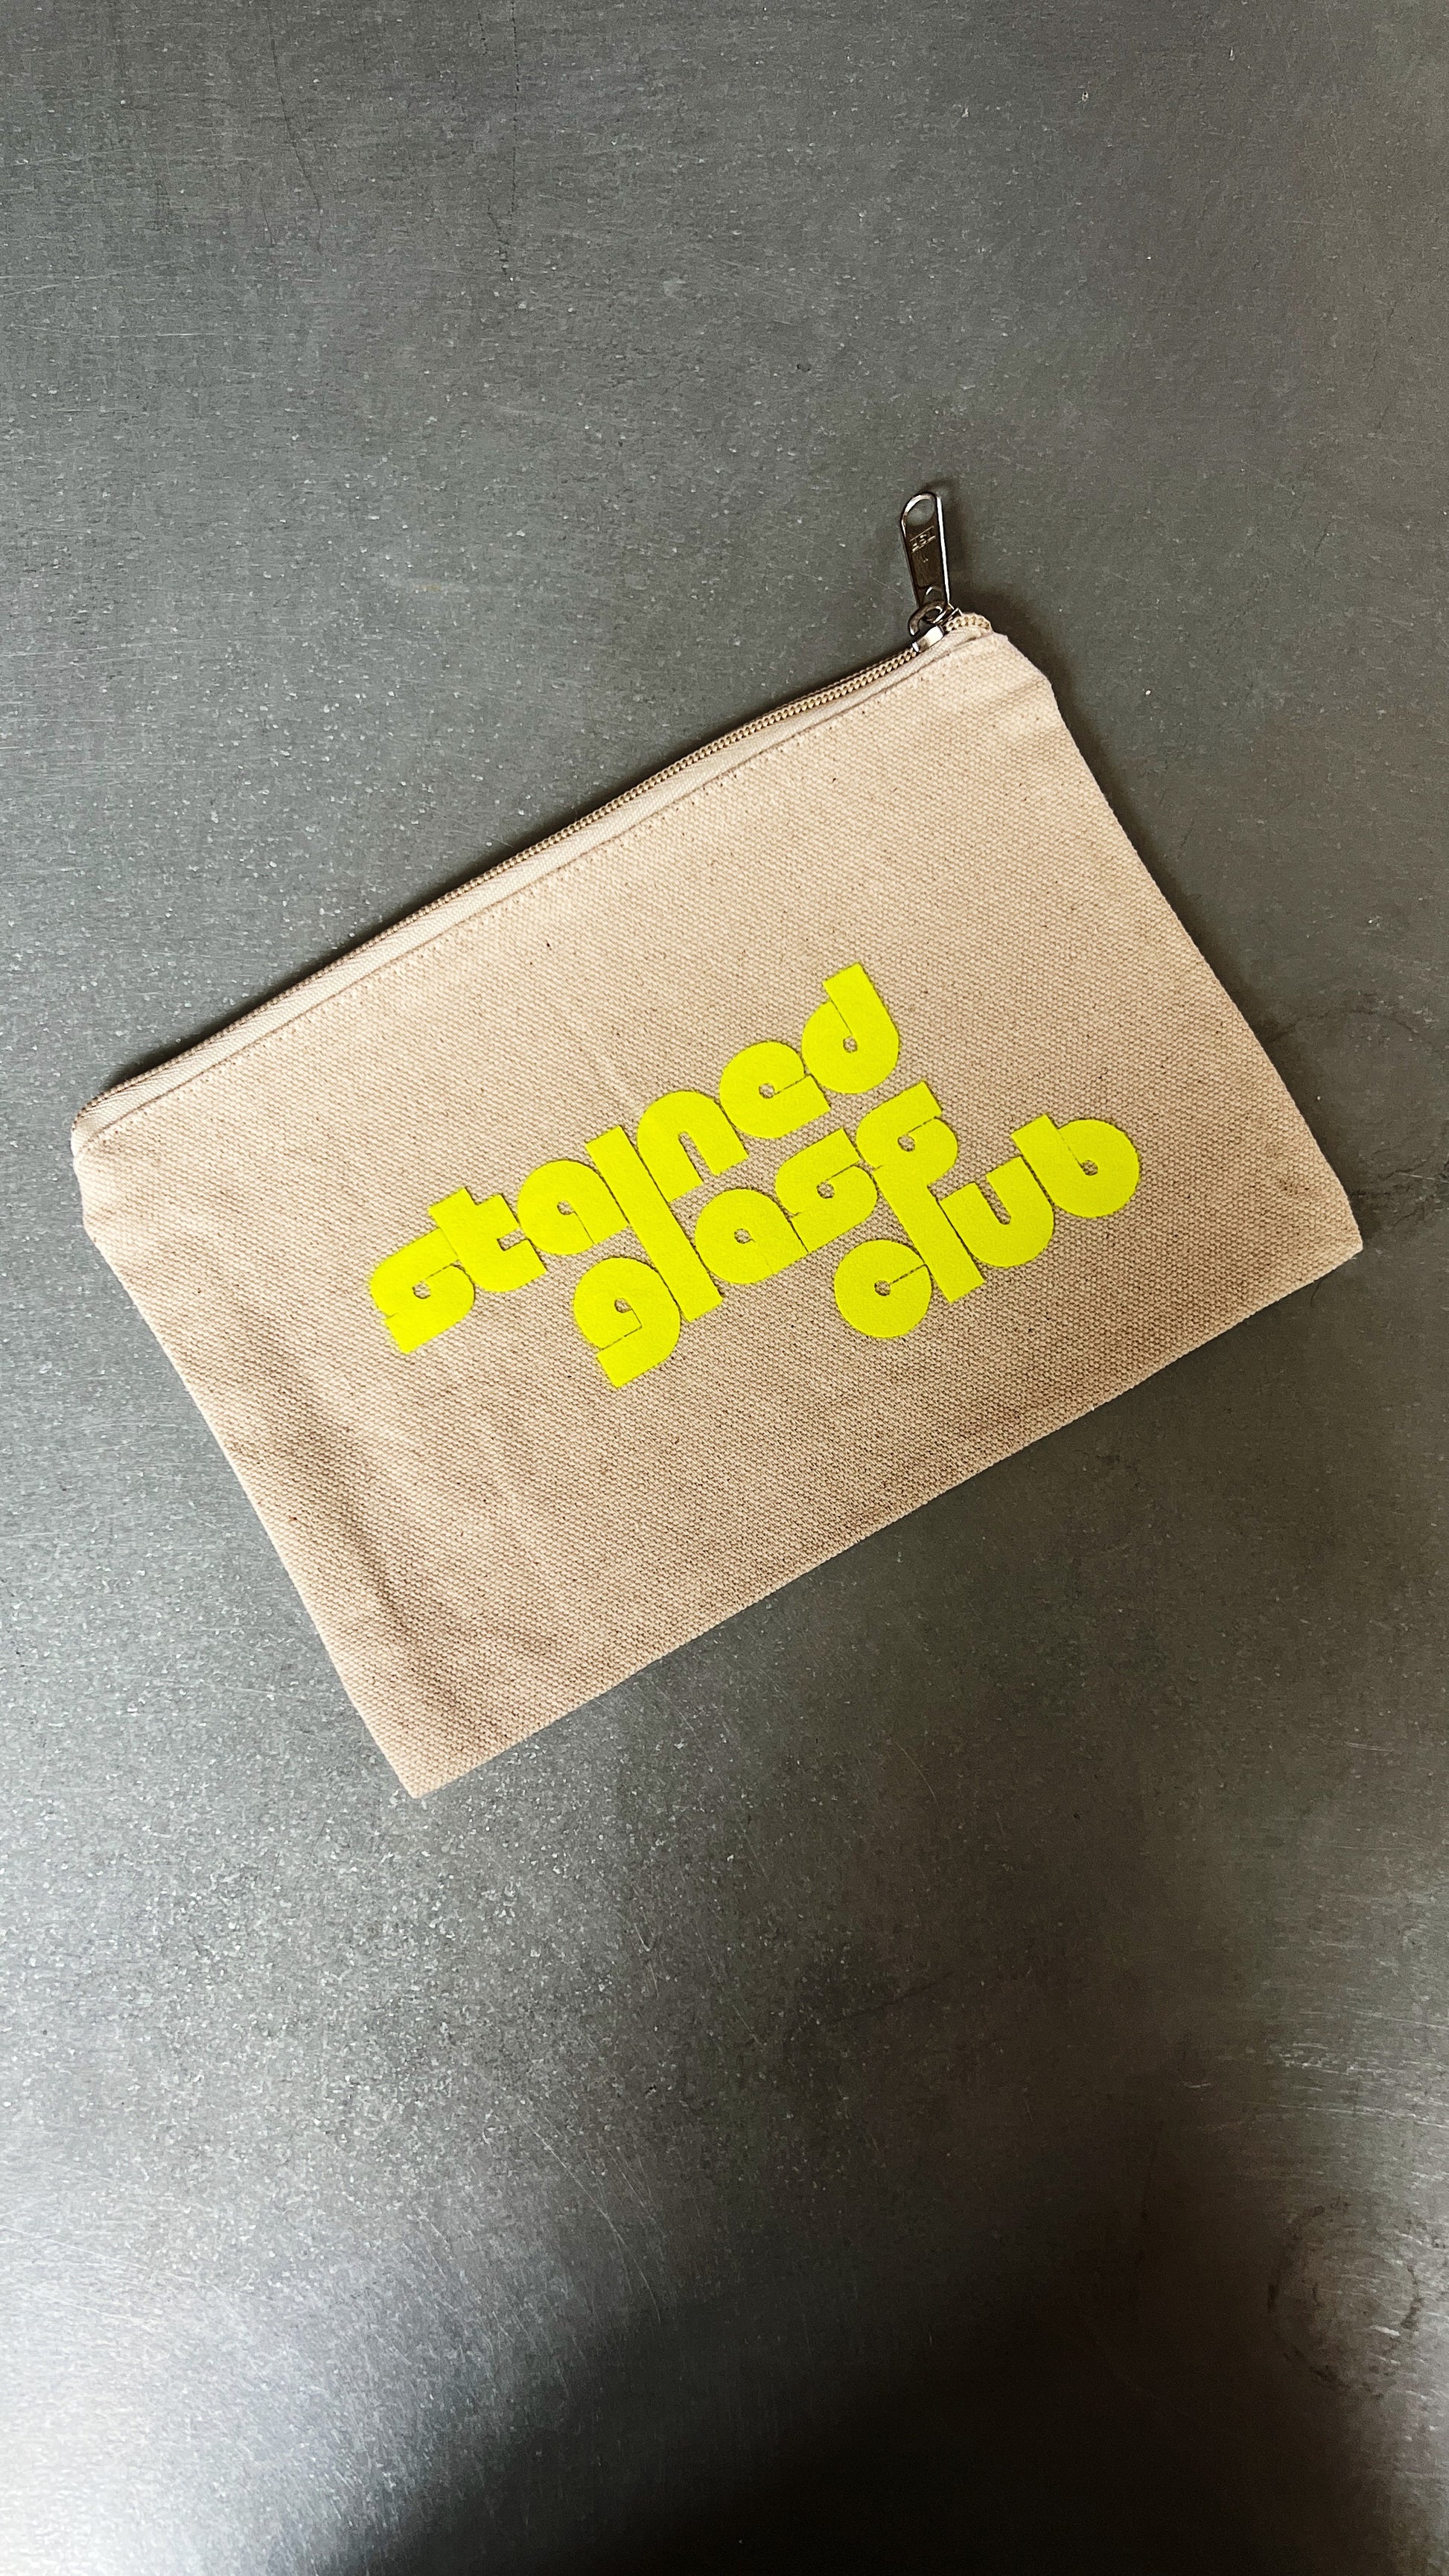 stained
glass
club